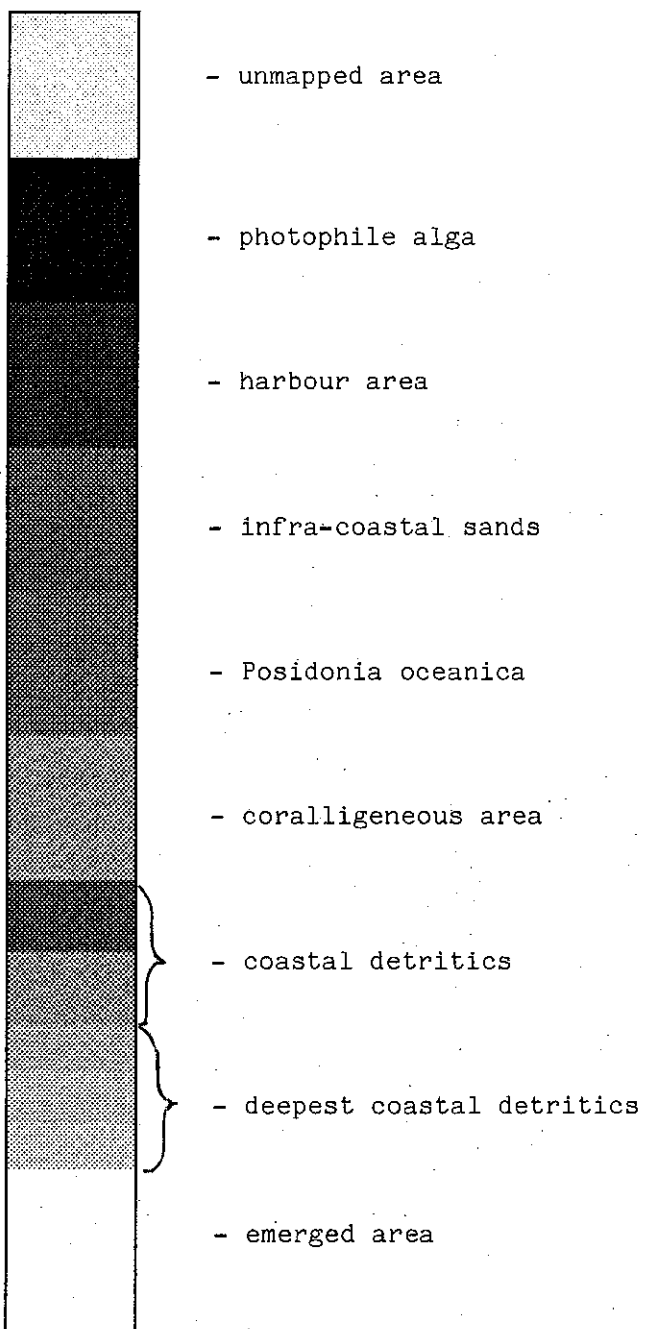 - unmapped area
- photophile alga
- harbour area
- infra-coastal sands
- Posidonia oceanica
- coralligeneous area
- coastal detritics
- deepest coastal detritics
- emerged area